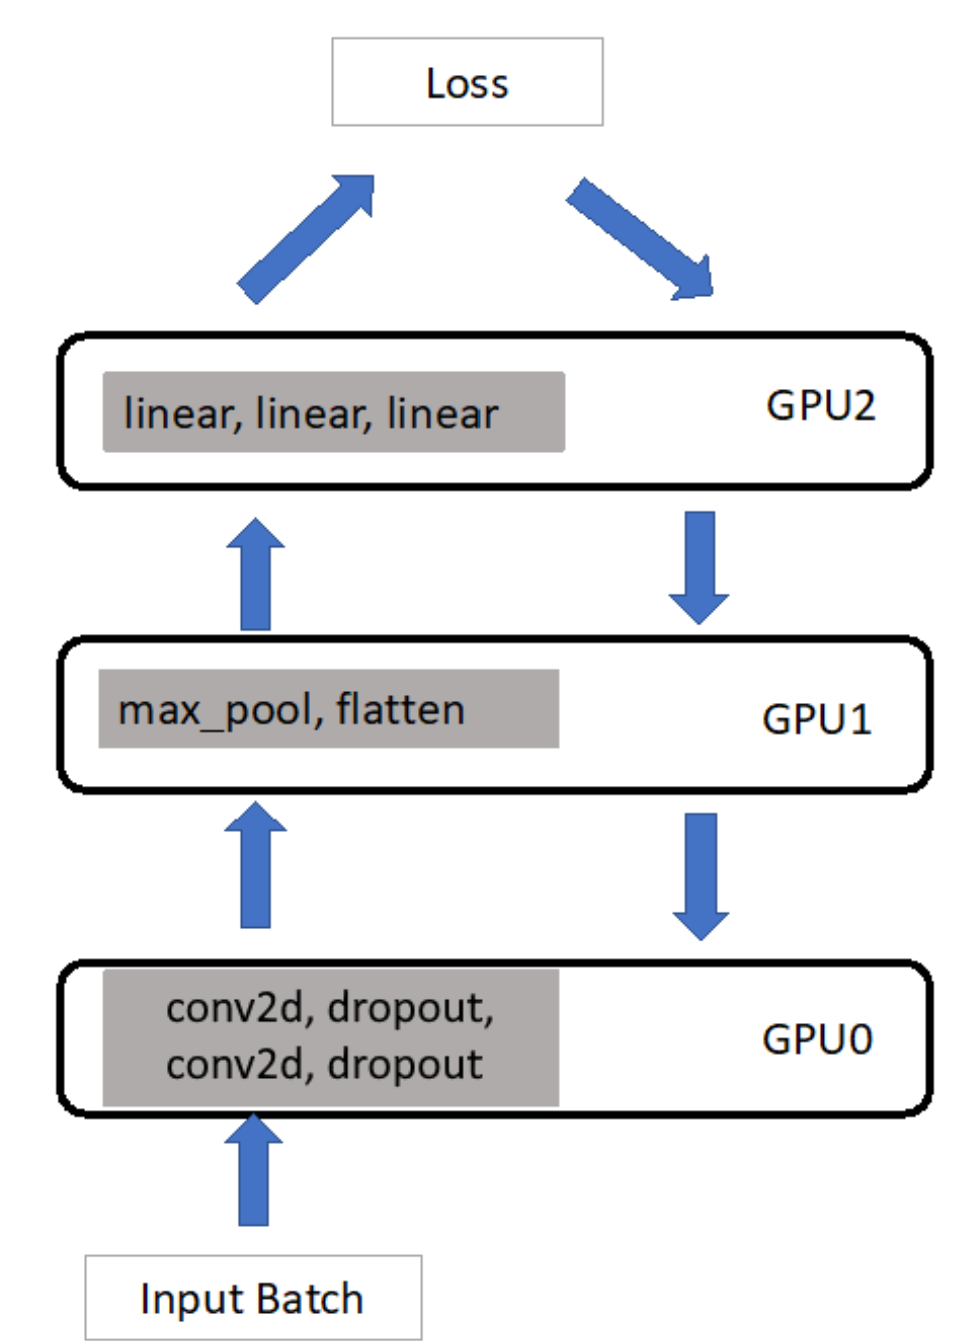 Loss
linear, linear, linear
GPU2
max_pool, flatten
GPU1
conv2d, dropout,
conv2d, dropout
GPU0
Input Batch